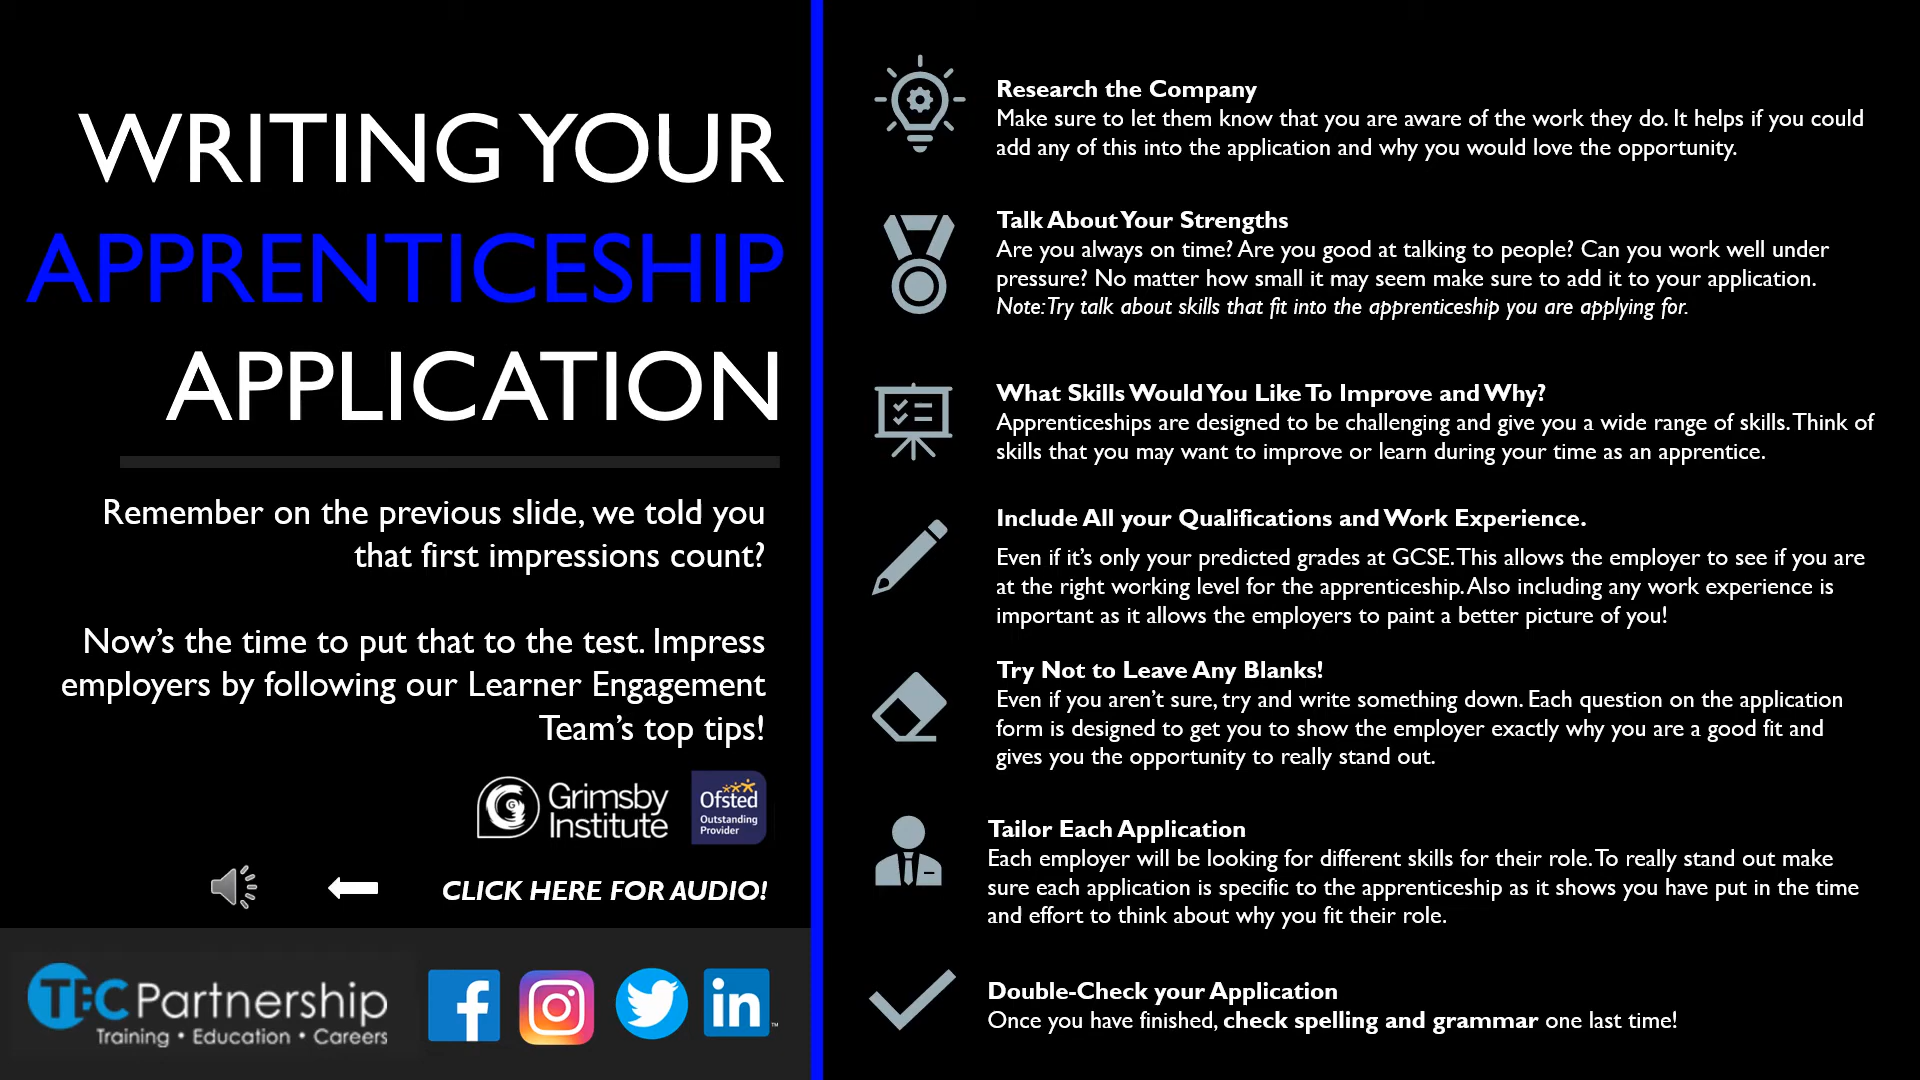 WRITING YOUR
APPRENTICESHIP
APPLICATION
Remember on the previous slide, we told you
that first impressions count?
Now's the time to put that to the test. Impress
employers by following our Learner Engagement
Team's top tips!
Grimsby
Institute
Ofsted
Outstanding
Provider
CLICK HERE FOR AUDIO!
TEC Partnership
Training • Education • Careers
f
in
™
Research the Company
Make sure to let them know that you are aware of the work they do. It helps if you could
add any of this into the application and why you would love the opportunity.
Talk About Your Strengths
Are you always on time? Are you good at talking to people? Can you work well under
pressure? No matter how small it may seem make sure to add it to your application.
Note: Try talk about skills that fit into the apprenticeship you are applying for.
What Skills Would You Like To Improve and Why?
Apprenticeships are designed to be challenging and give you a wide range of skills. Think of
skills that you may want to improve or learn during your time as an apprentice.
Include All your Qualifications and Work Experience.
Even if it's only your predicted grades at GCSE. This allows the employer to see if you are
at the right working level for the apprenticeship. Also including any work experience is
important as it allows the employers to paint a better picture of you!
Try Not to Leave Any Blanks!
Even if you aren't sure, try and write something down. Each question on the application
form is designed to get you to show the employer exactly why you are a good fit and
gives you the opportunity to really stand out.
Tailor Each Application
Each employer will be looking for different skills for their role. To really stand out make
sure each application is specific to the apprenticeship as it shows you have put in the time
and effort to think about why you fit their role.
Double-Check your Application
Once you have finished, check spelling and grammar one last time!